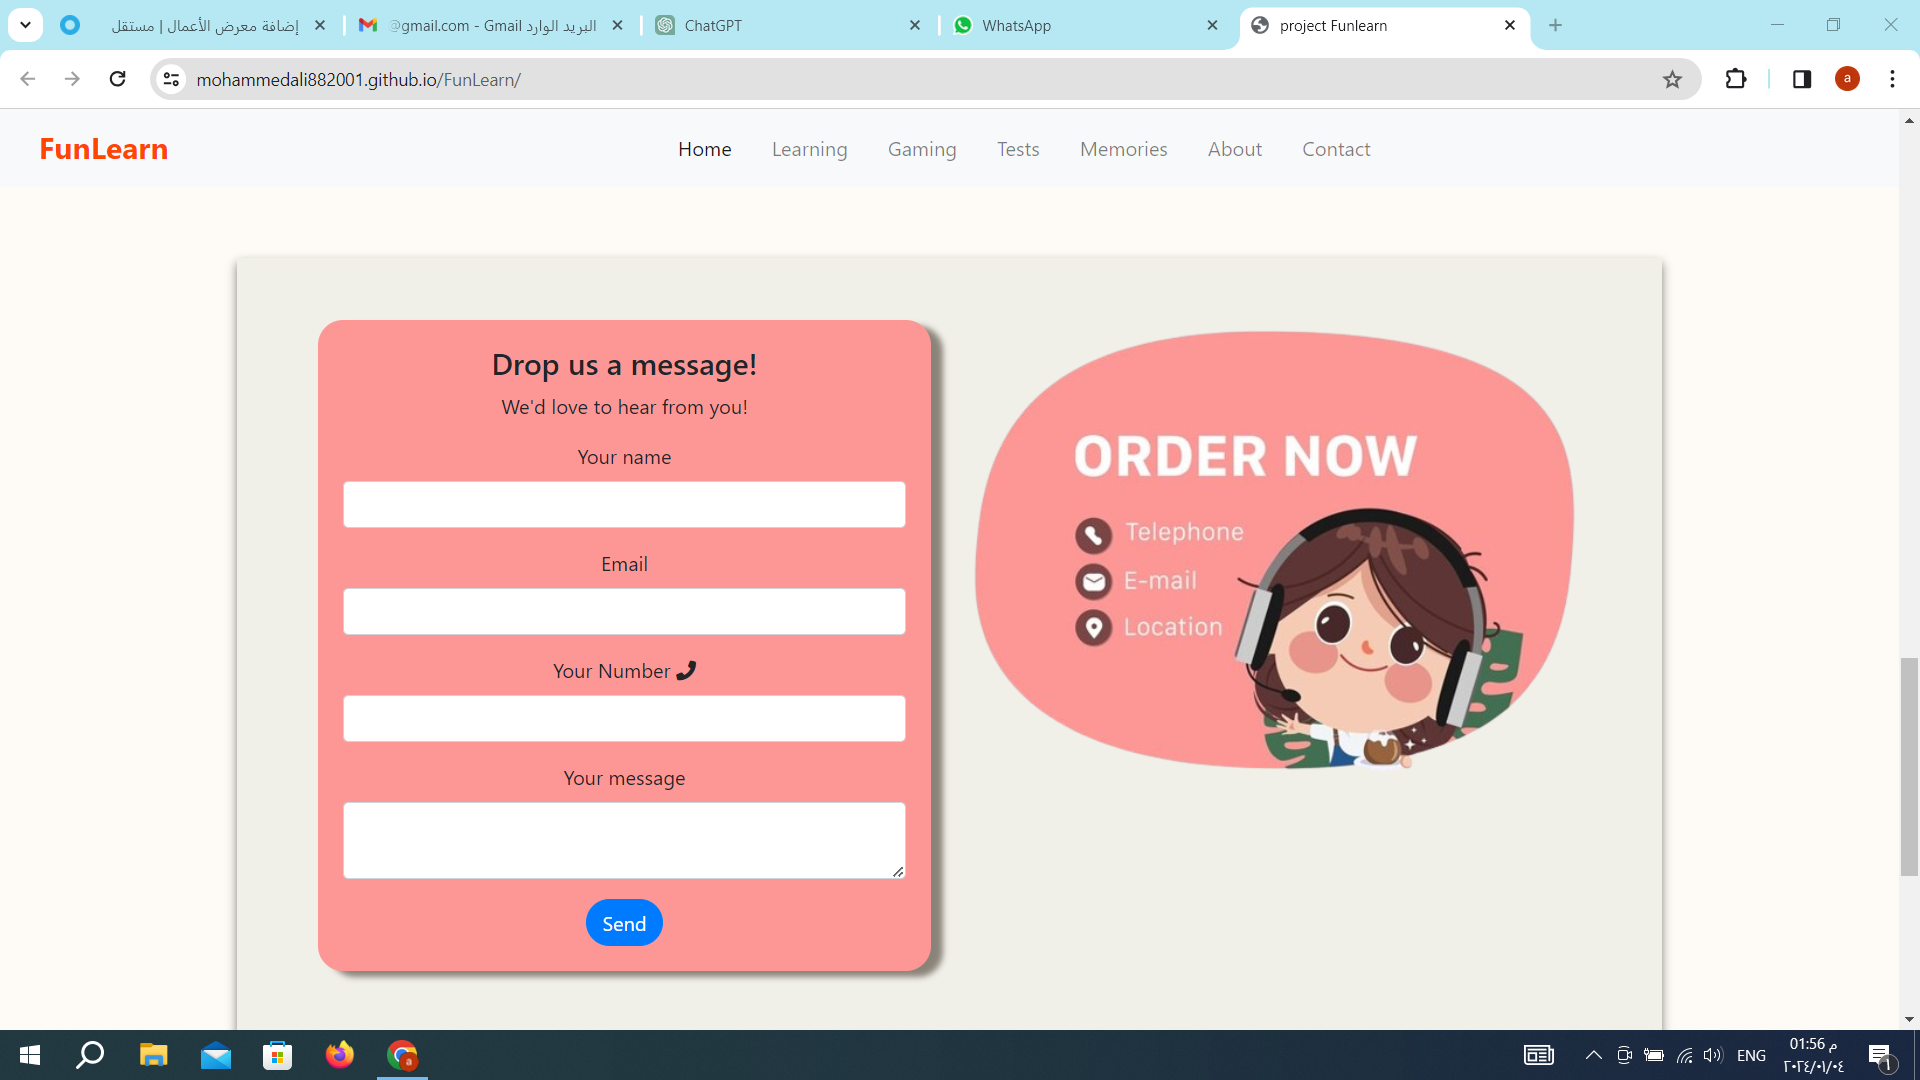 إضافة معرض الأعمال | مستقل
البريد الوارد @gmail.com - Gmail
ChatGPT
WhatsApp
project Funlearn
mohammedali882001.github.io/FunLearn/
a
FunLearn
Home
Learning
Gaming
Tests
Memories
About
Contact
Drop us a message!
We'd love to hear from you!
Your name
Email
Your Number
Your message
Send
ORDER NOW
Telephone
E-mail
Location
a
ENG
01:56 م
٢٠٢٤/٠١/٠٤
١